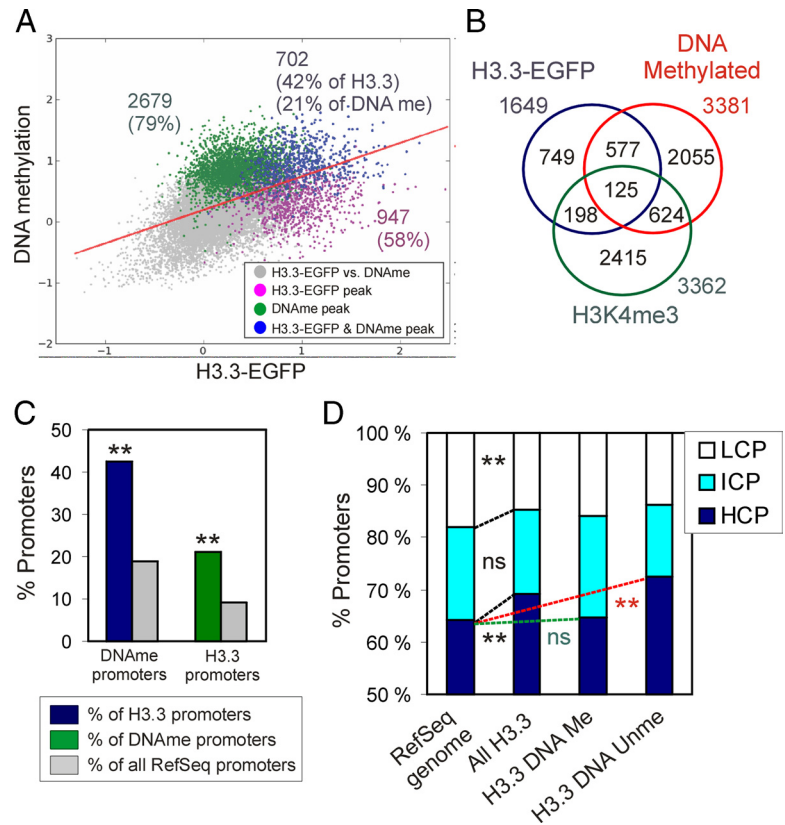 A
3
2
1
0
−1
−2
−1
0
1
2
DNA methylation
H3.3-EGFP
2679
(79%)
702
(42% of H3.3)
(21% of DNA me)
947
(58%)
H3.3-EGFP vs. DNAme
H3.3-EGFP peak
DNAme peak
H3.3-EGFP & DNAme peak
B
DNA
Methylated
H3.3-EGFP
1649
3381
749
577
2055
125
198
624
2415
3362
H3K4me3
C
50
40
30
20
10
0
% Promoters
**
**
DNAme
promoters
H3.3
promoters
% of H3.3 promoters
% of DNAme promoters
% of all RefSeq promoters
D
100 %
90 %
80 %
70 %
60 %
50 %
% Promoters
**
ns
**
ns
**
RefSeq
genome
All H3.3
H3.3 DNA Me
H3.3 DNA Unme
LCP
ICP
HCP